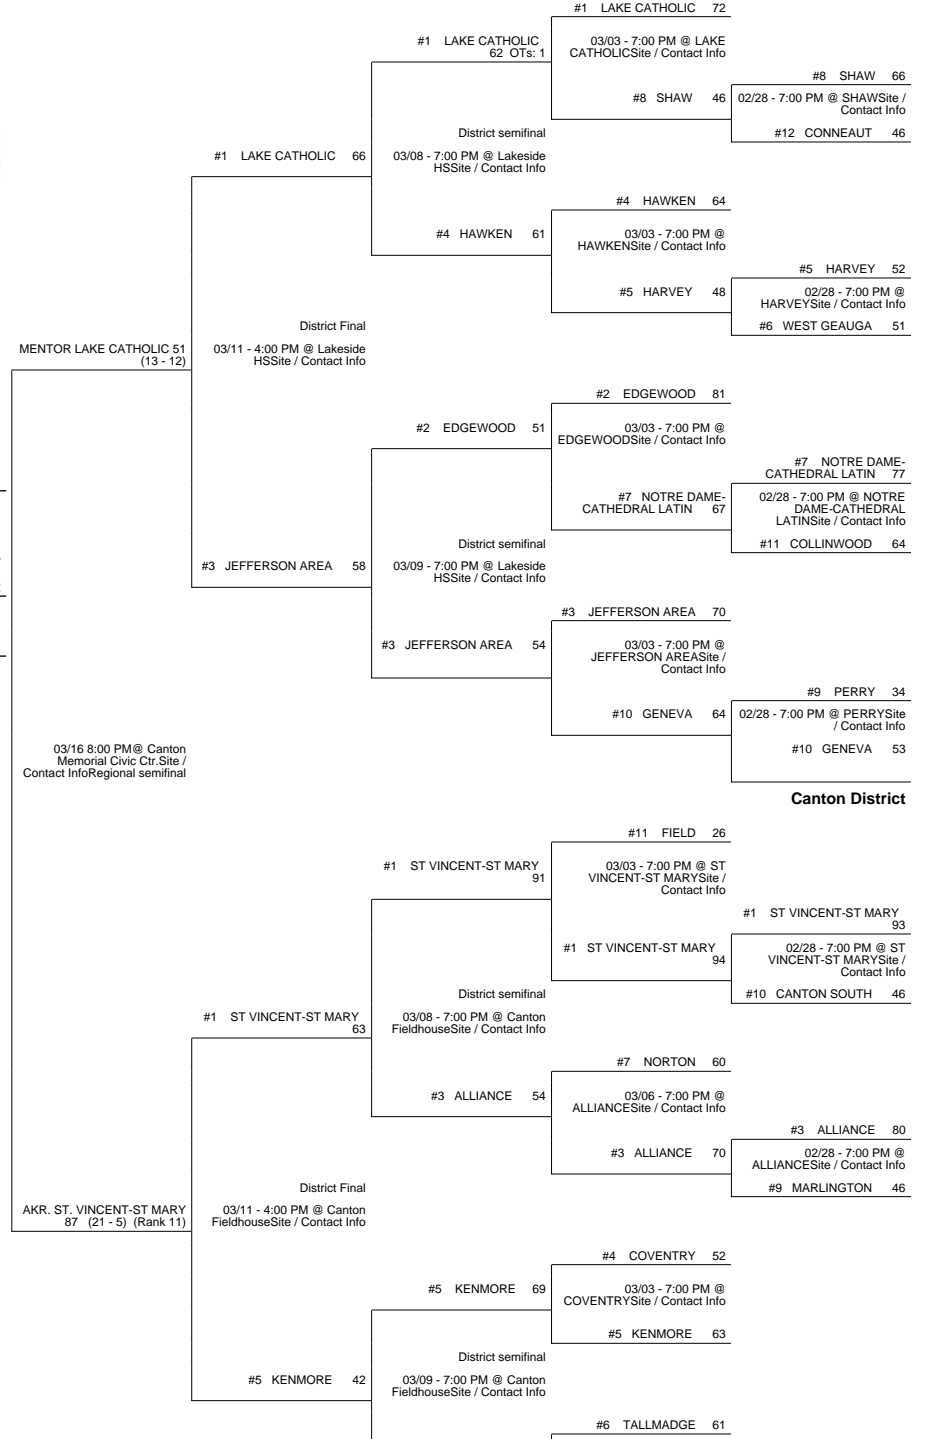 #1 LAKE CATHOLIC 72
#1 LAKE CATHOLIC
62 OTs: 1
03/03 - 7:00 PM @ LAKE
CATHOLICSite / Contact Info
#8 SHAW 66
#8 SHAW 46
02/28 - 7:00 PM @ SHAWSite /
Contact Info
#12 CONNEAUT 46
District semifinal
#1 LAKE CATHOLIC 66
03/08 - 7:00 PM @ Lakeside
HSSite / Contact Info
#4 HAWKEN 64
#4 HAWKEN 61
03/03 - 7:00 PM @
HAWKENSite / Contact Info
#5 HARVEY 52
#5 HARVEY 48
02/28 - 7:00 PM @
HARVEYSite / Contact Info
#6 WEST GEAUGA 51
District Final
MENTOR LAKE CATHOLIC 51
(13 - 12)
03/11 - 4:00 PM @ Lakeside
HSSite / Contact Info
#2 EDGEWOOD 81
#2 EDGEWOOD 51
03/03 - 7:00 PM @
EDGEWOODSite / Contact Info
#7 NOTRE DAME-
CATHEDRAL LATIN 77
#7 NOTRE DAME-
CATHEDRAL LATIN 67
02/28 - 7:00 PM @ NOTRE
DAME-CATHEDRAL
LATINSite / Contact Info
#11 COLLINWOOD 64
District semifinal
#3 JEFFERSON AREA 58
03/09 - 7:00 PM @ Lakeside
HSSite / Contact Info
#3 JEFFERSON AREA 70
#3 JEFFERSON AREA 54
03/03 - 7:00 PM @
JEFFERSON AREASite /
Contact Info
#9 PERRY 34
#10 GENEVA 64
02/28 - 7:00 PM @ PERRYSite
/ Contact Info
#10 GENEVA 53
03/16 8:00 PM@ Canton
Memorial Civic Ctr.Site /
Contact InfoRegional semifinal
Canton District
#11 FIELD 26
#1 ST VINCENT-ST MARY
91
03/03 - 7:00 PM @ ST
VINCENT-ST MARYSite /
Contact Info
#1 ST VINCENT-ST MARY
93
#1 ST VINCENT-ST MARY
94
02/28 - 7:00 PM @ ST
VINCENT-ST MARYSite /
Contact Info
#10 CANTON SOUTH 46
District semifinal
#1 ST VINCENT-ST MARY
63
03/08 - 7:00 PM @ Canton
FieldhouseSite / Contact Info
#7 NORTON 60
#3 ALLIANCE 54
03/06 - 7:00 PM @
ALLIANCESite / Contact Info
#3 ALLIANCE 80
#3 ALLIANCE 70
02/28 - 7:00 PM @
ALLIANCESite / Contact Info
#9 MARLINGTON 46
District Final
AKR. ST. VINCENT-ST MARY
87 (21 - 5) (Rank 11)
03/11 - 4:00 PM @ Canton
FieldhouseSite / Contact Info
#4 COVENTRY 52
#5 KENMORE 69
03/03 - 7:00 PM @
COVENTRYSite / Contact Info
#5 KENMORE 63
District semifinal
#5 KENMORE 42
03/09 - 7:00 PM @ Canton
FieldhouseSite / Contact Info
#6 TALLMADGE 61